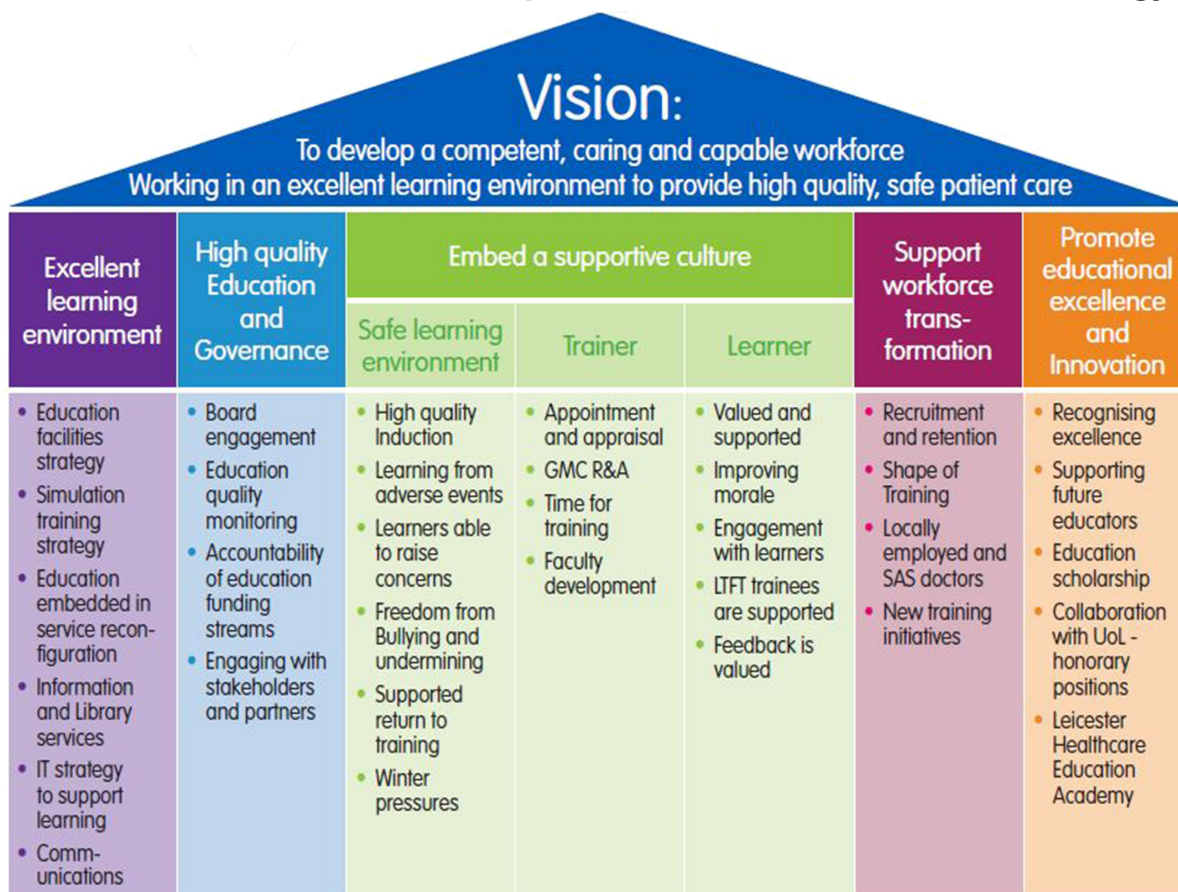 Vision:
To develop a competent, caring and capable workforce
Working in an excellent learning environment to provide high quality, safe patient care
Excellent
learning
environment
• Education
facilities
strategy
• Simulation
training
strategy
• Education
embedded in
service recon-
figuration
• Information
and Library
services
• IT strategy
to support
learning
• Comm-
unications
High quality
Education
and
Governance
• Board
engagement
• Education
quality
monitoring
• Accountability
of education
funding
streams
• Engaging with
stakeholders
and partners
Embed a supportive culture
Safe learning
environment
• High quality
Induction
• Learning from
adverse events
• Learners able
to raise
concerns
• Freedom from
Bullying and
undermining
• Supported
return to
training
• Winter
pressures
Trainer
• Appointment
and appraisal
• GMC R&A
• Time for
training
• Faculty
development
Learner
• Valued and
supported
• Improving
morale
• Engagement
with learners
• LTFT trainees
are supported
• Feedback is
valued
Support
workforce
trans-
formation
• Recruitment
and retention
• Shape of
Training
• Locally
employed and
SAS doctors
• New training
initiatives
Promote
educational
excellence
and
Innovation
• Recognising
excellence
• Supporting
future
educators
• Education
scholarship
• Collaboration
with UoL -
honorary
positions
• Leicester
Healthcare
Education
Academy